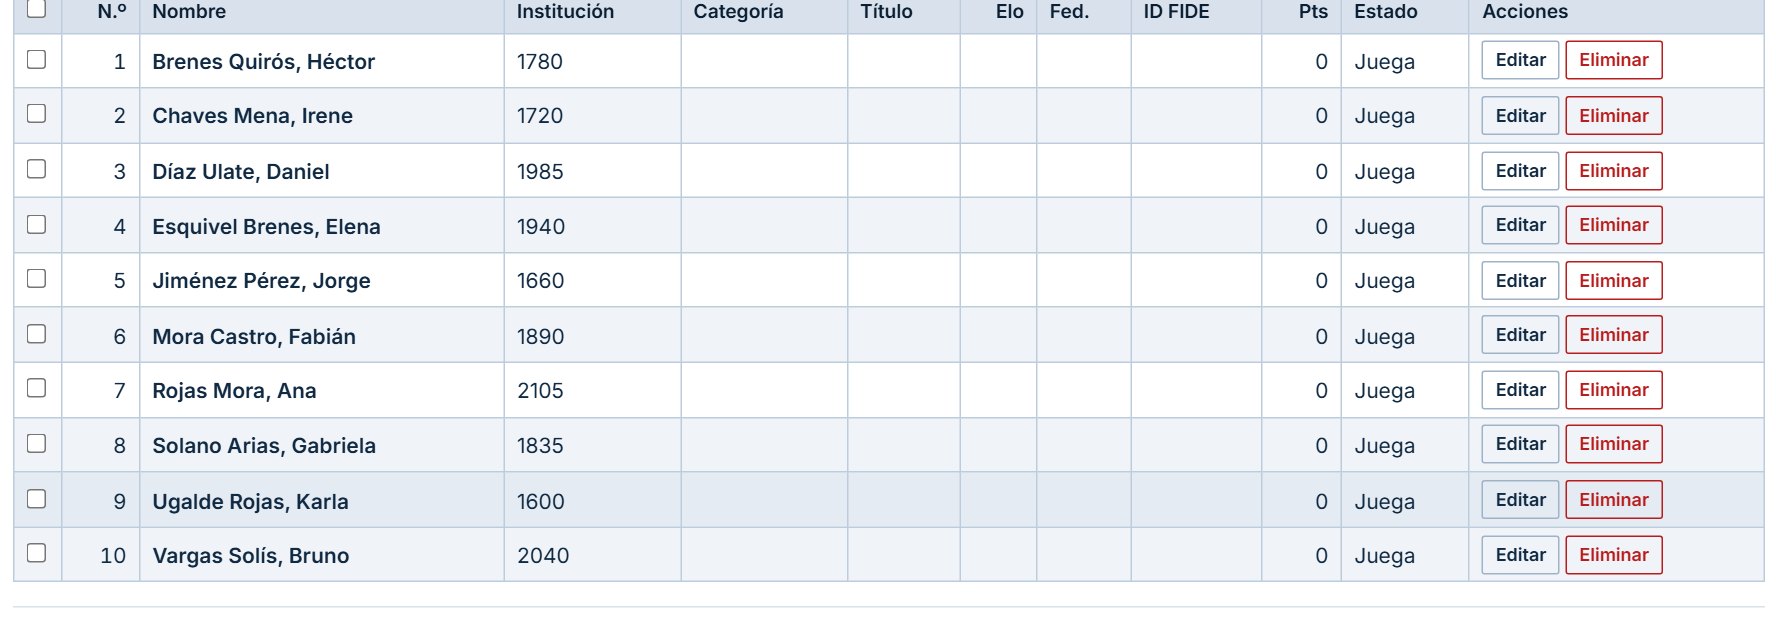 N.º Nombre Institución Categoría Título Elo Fed. ID FIDE Pts Estado Acciones
1 Brenes Quirós, Héctor 1780 0 Juega Editar Eliminar
2 Chaves Mena, Irene 1720 0 Juega Editar Eliminar
3 Díaz Ulate, Daniel 1985 0 Juega Editar Eliminar
4 Esquivel Brenes, Elena 1940 0 Juega Editar Eliminar
5 Jiménez Pérez, Jorge 1660 0 Juega Editar Eliminar
6 Mora Castro, Fabián 1890 0 Juega Editar Eliminar
7 Rojas Mora, Ana 2105 0 Juega Editar Eliminar
8 Solano Arias, Gabriela 1835 0 Juega Editar Eliminar
9 Ugalde Rojas, Karla 1600 0 Juega Editar Eliminar
10 Vargas Solís, Bruno 2040 0 Juega Editar Eliminar